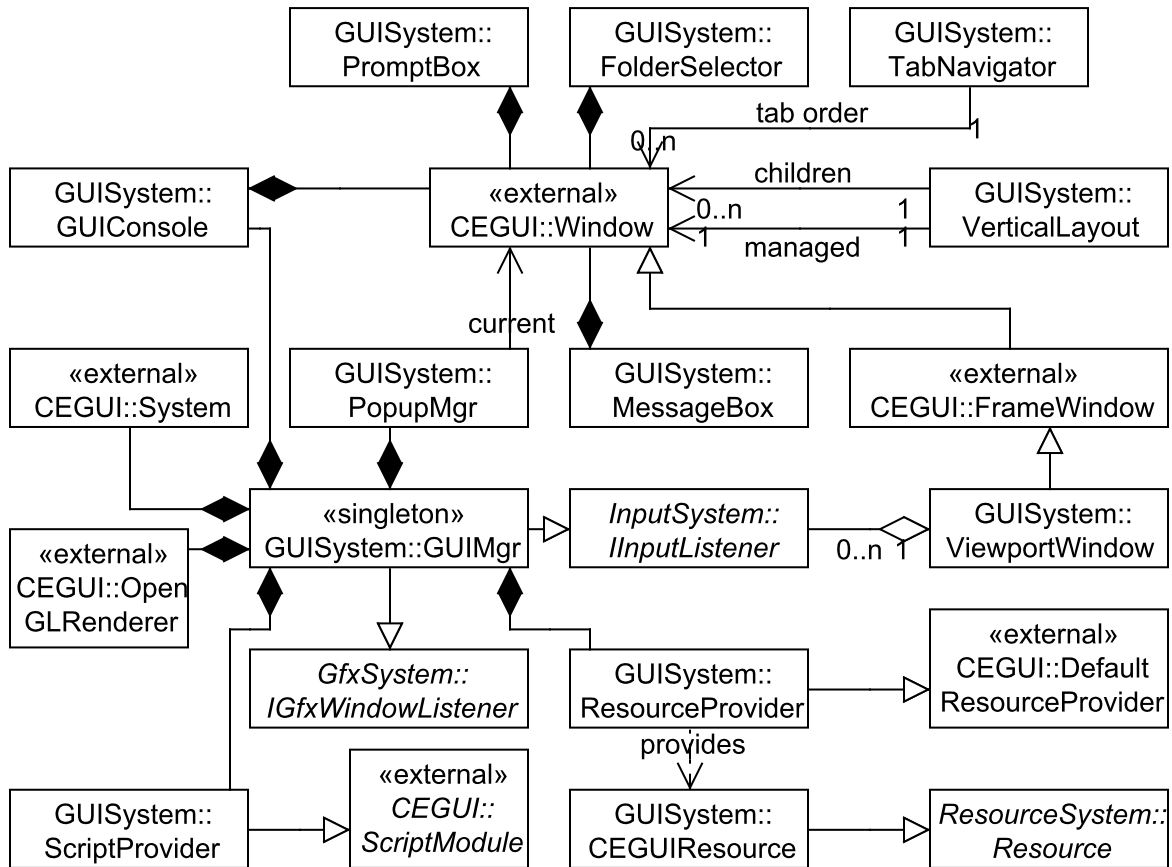 GUISystem::
PromptBox
GUISystem::
FolderSelector
GUISystem::
TabNavigator
tab order
1
0..n
GUISystem::
GUIConsole
«external»
CEGUI::Window
children
0..n
1
GUISystem::
VerticalLayout
1
managed
1
current
«external»
CEGUI::System
GUISystem::
PopupMgr
GUISystem::
MessageBox
«external»
CEGUI::FrameWindow
«singleton»
GUISystem::GUIMgr
InputSystem::
IInputListener
0..n
1
GUISystem::
ViewportWindow
«external»
CEGUI::Open
GLRenderer
GfxSystem::
IGfxWindowListener
GUISystem::
ResourceProvider
«external»
CEGUI::Default
ResourceProvider
provides
GUISystem::
ScriptProvider
«external»
CEGUI::
ScriptModule
GUISystem::
CEGUIResource
ResourceSystem::
Resource